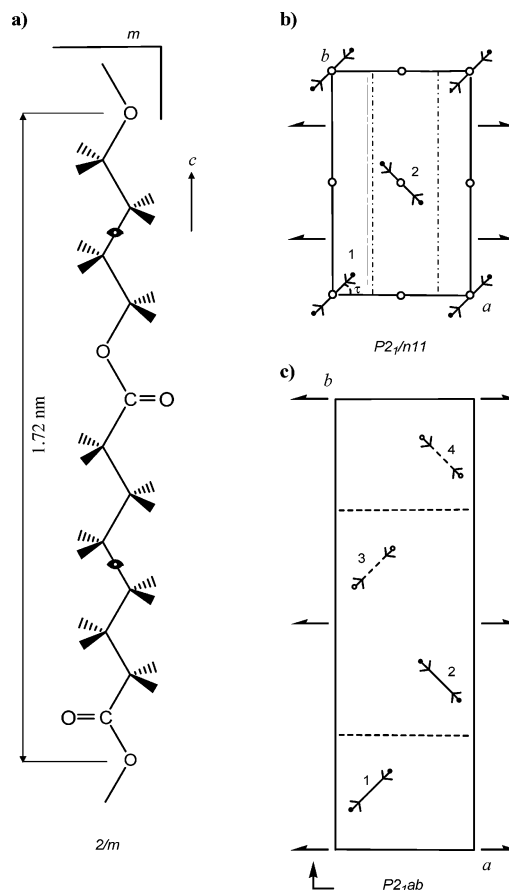 a)
m
O
c
O
C=O
1.72 nm
O=C
O
2/m
b)
b
2
1
τ
a
P2₁/n11
c)
b
4
3
2
1
a
P2₁ab